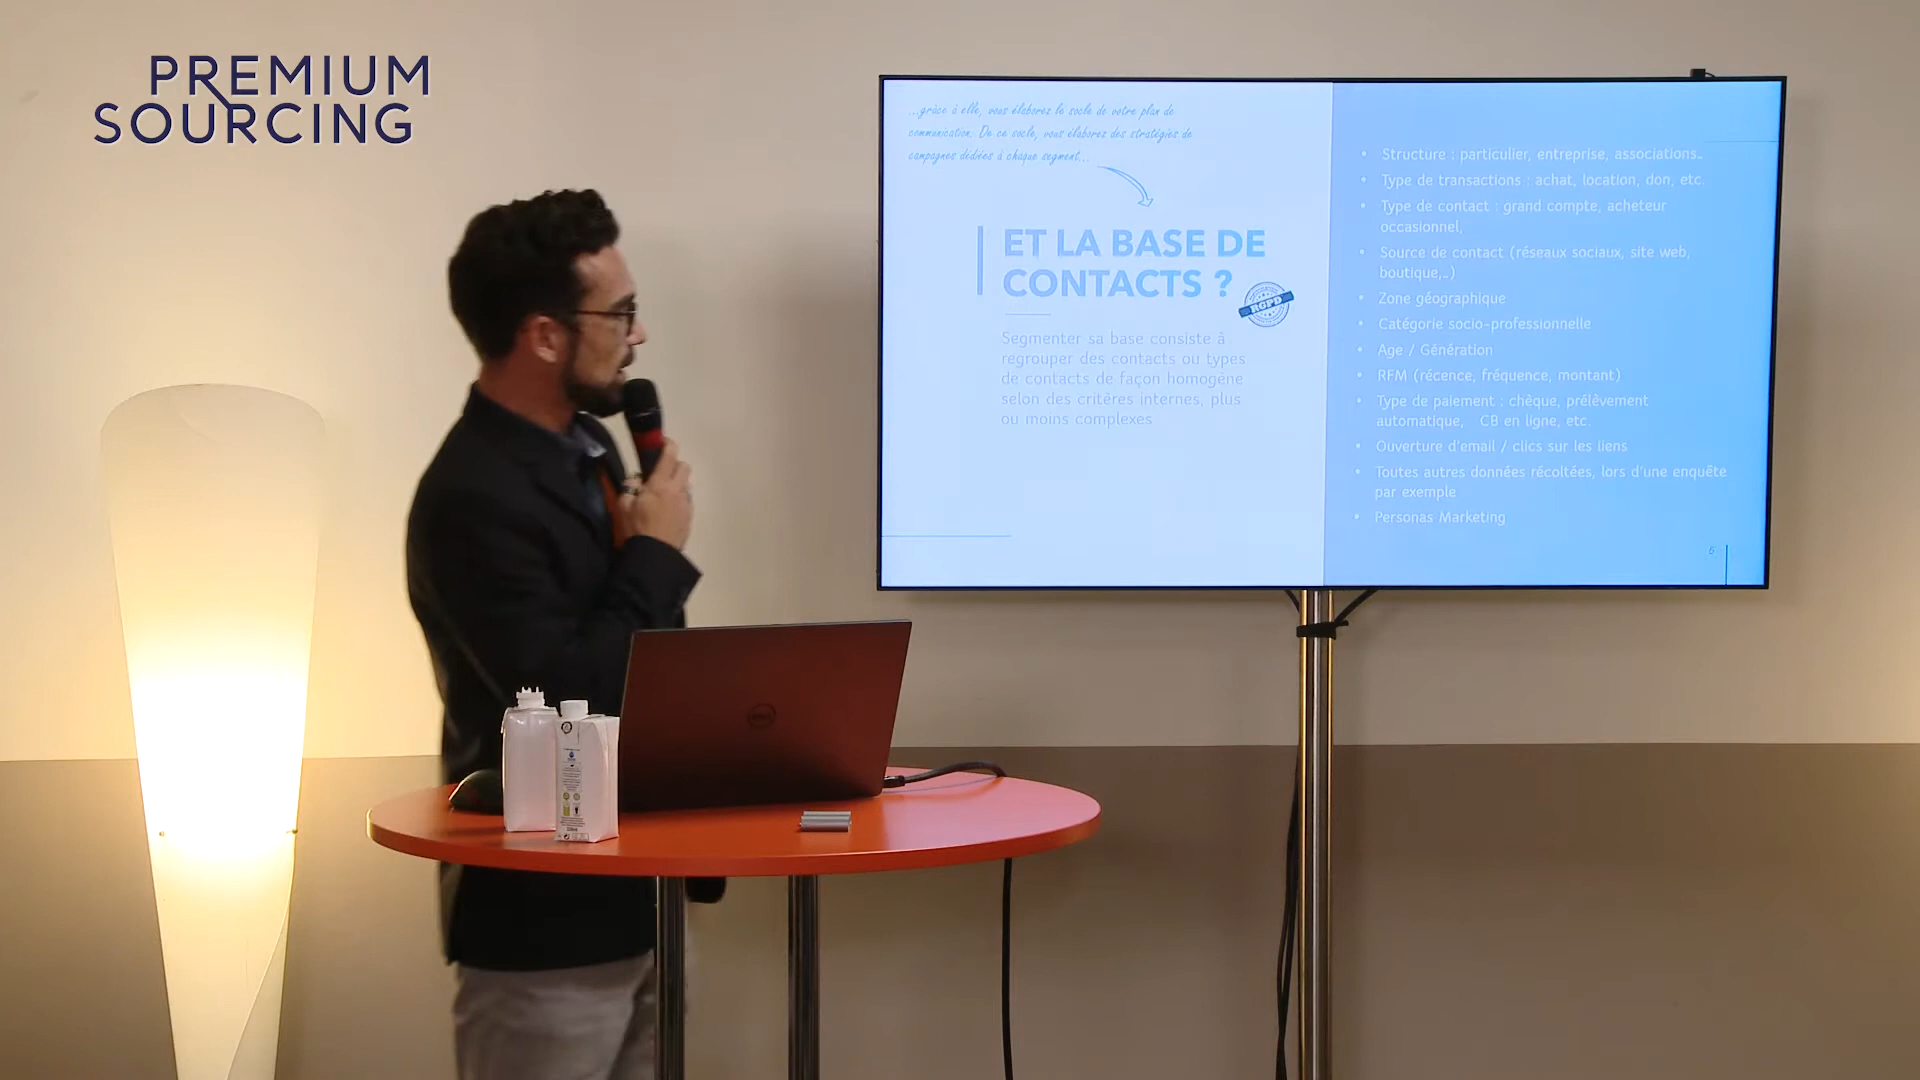 PREMIUM
SOURCING
...grâce à elle, vous élaborez le socle de votre plan de
communication. De ce socle, vous élaborez des stratégies de
campagnes dédiées à chaque segment...
ET LA BASE DE
CONTACTS ?
RGPD
Segmenter sa base consiste à
regrouper des contacts ou types
de contacts de façon homogène
selon des critères internes, plus
ou moins complexes
• Structure : particulier, entreprise, associations...
• Type de transactions : achat, location, don, etc.
• Type de contact : grand compte, acheteur
occasionnel,
• Source de contact (réseaux sociaux, site web,
boutique,...)
• Zone géographique
• Catégorie socio-professionnelle
• Age / Génération
• RFM (récence, fréquence, montant)
• Type de paiement : chèque, prélèvement
automatique, CB en ligne, etc.
• Ouverture d'email / clics sur les liens
• Toutes autres données récoltées, lors d'une enquête
par exemple
• Personas Marketing
6
DELL